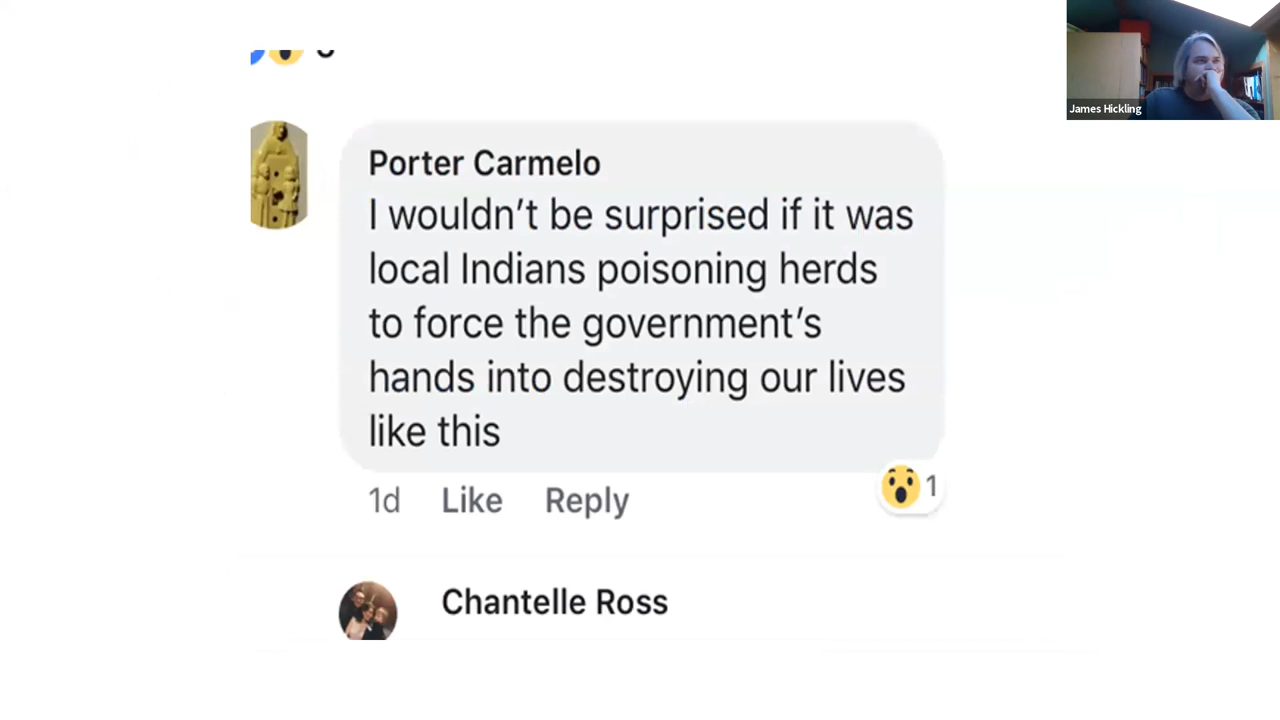 James Hickling
Porter Carmelo
I wouldn't be surprised if it was
local Indians poisoning herds
to force the government's
hands into destroying our lives
like this
1d Like Reply
1
Chantelle Ross